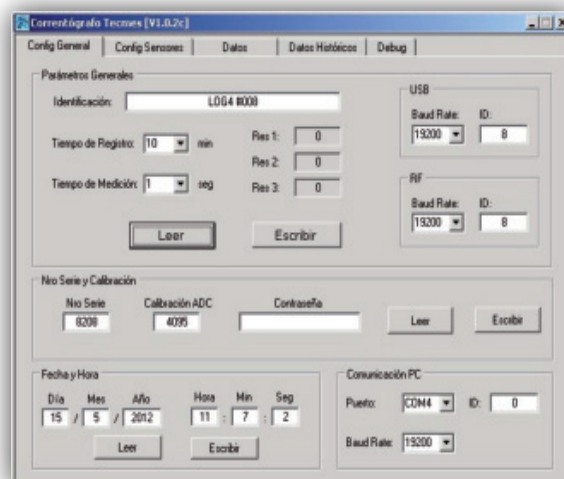 Correntógrafo Tecmes [V1.0.2c]
Config General Config Sensores Datos Datos Históricos Debug
Parámetros Generales
Identificación: LOG4 #008
Tiempo de Registro: 10 min
Tiempo de Medición: 1 seg
Res 1: 0
Res 2: 0
Res 3: 0
Leer Escribir
USB
Baud Rate: ID:
19200 8
RF
Baud Rate: ID:
19200 8
Nro Serie y Calibración
Nro Serie Calibración ADC Contraseña
8208 4095 Leer Escribir
Fecha y Hora
Día Mes Año Hora Min Seg
15 / 5 / 2012 11 : 7 : 2
Leer Escribir
Comunicación PC
Puerto: COM4 ID: 0
Baud Rate: 19200